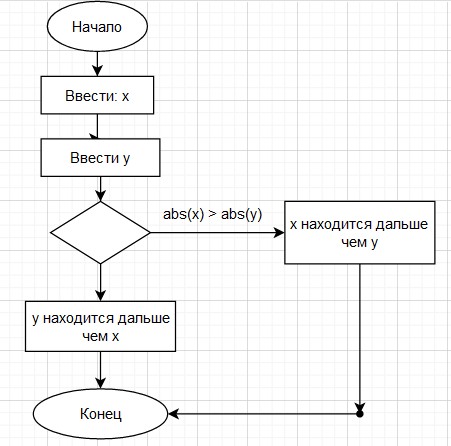 Начало
Ввести: x
Ввести y
abs(x) > abs(y)
x находится дальше
чем y
y находится дальше
чем x
Конец